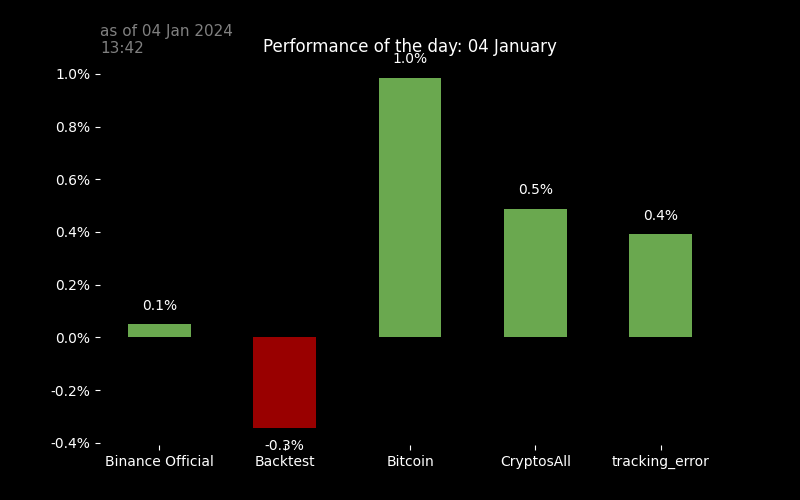 as of 04 Jan 2024
13:42
Performance of the day: 04 January
1.0%
1.0%
0.8%
0.6%
0.5%
0.4%
0.4%
0.2%
0.1%
0.0%
-0.2%
-0.4%
-0.3%
Binance Official
Backtest
Bitcoin
CryptosAll
tracking_error